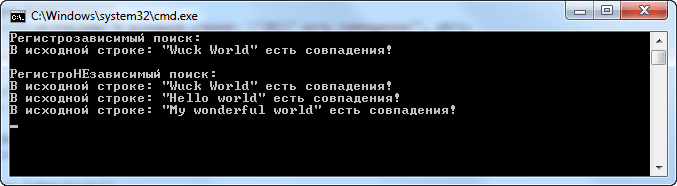 C:\Windows\system32\cmd.exe
Регистрозависимый поиск:
В исходной строке: "Wuck World" есть совпадения!
РегистроНЕзависимый поиск:
В исходной строке: "Wuck World" есть совпадения!
В исходной строке: "Hello world" есть совпадения!
В исходной строке: "My wonderful world" есть совпадения!